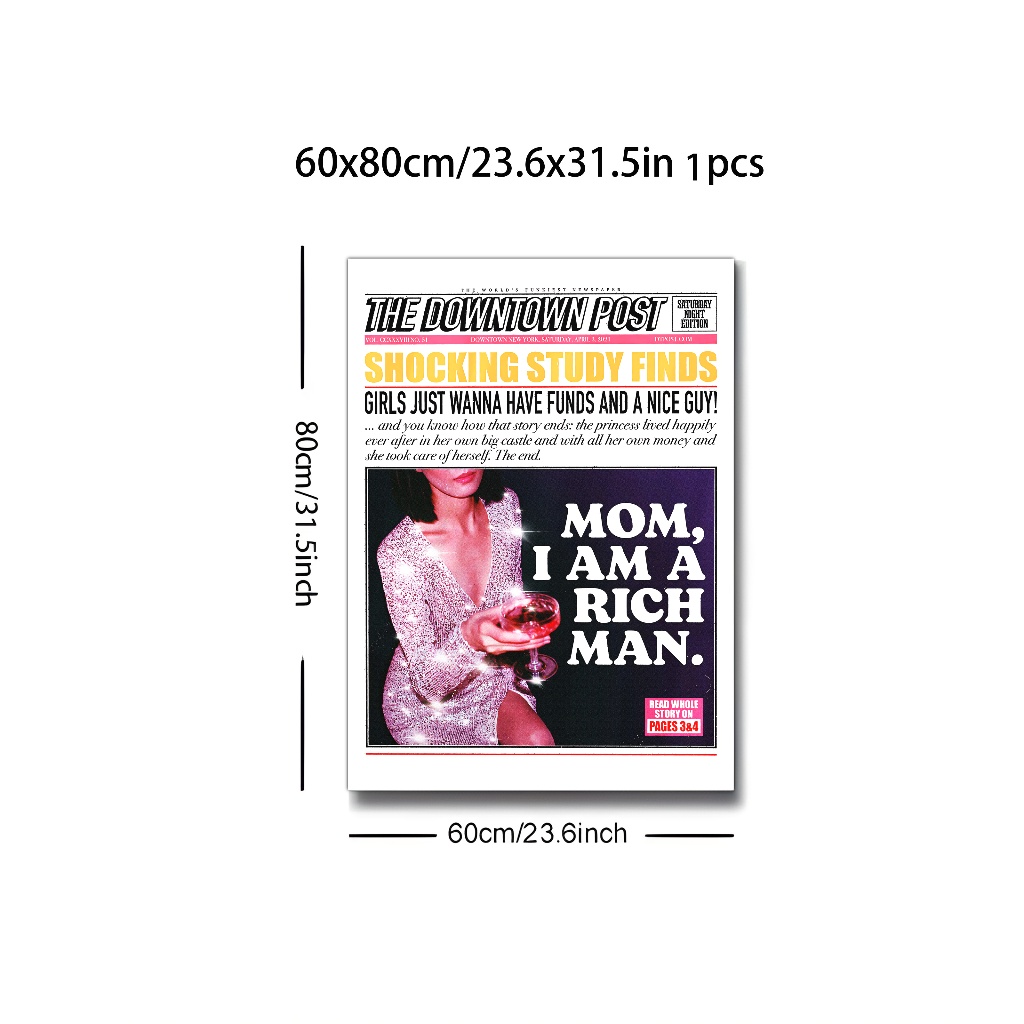 60x80cm/23.6x31.5in 1pcs
80cm/31.5inch
THE WORLD'S FUNNIEST NEWSPAPER
THE DOWNTOWN POST
SATURDAY
NIGHT
EDITION
DOWNTOWN NEW YORK, SATURDAY, APRIL 3, 2021
SHOCKING STUDY FINDS
GIRLS JUST WANNA HAVE FUNDS AND A NICE GUY!
... and you know how that story ends: the princess lived happily
ever after in her own big castle and with all her own money and
she took care of herself. The end.
MOM,
I AM A
RICH
MAN.
READ WHOLE
STORY ON
PAGES 3&4
60cm/23.6inch